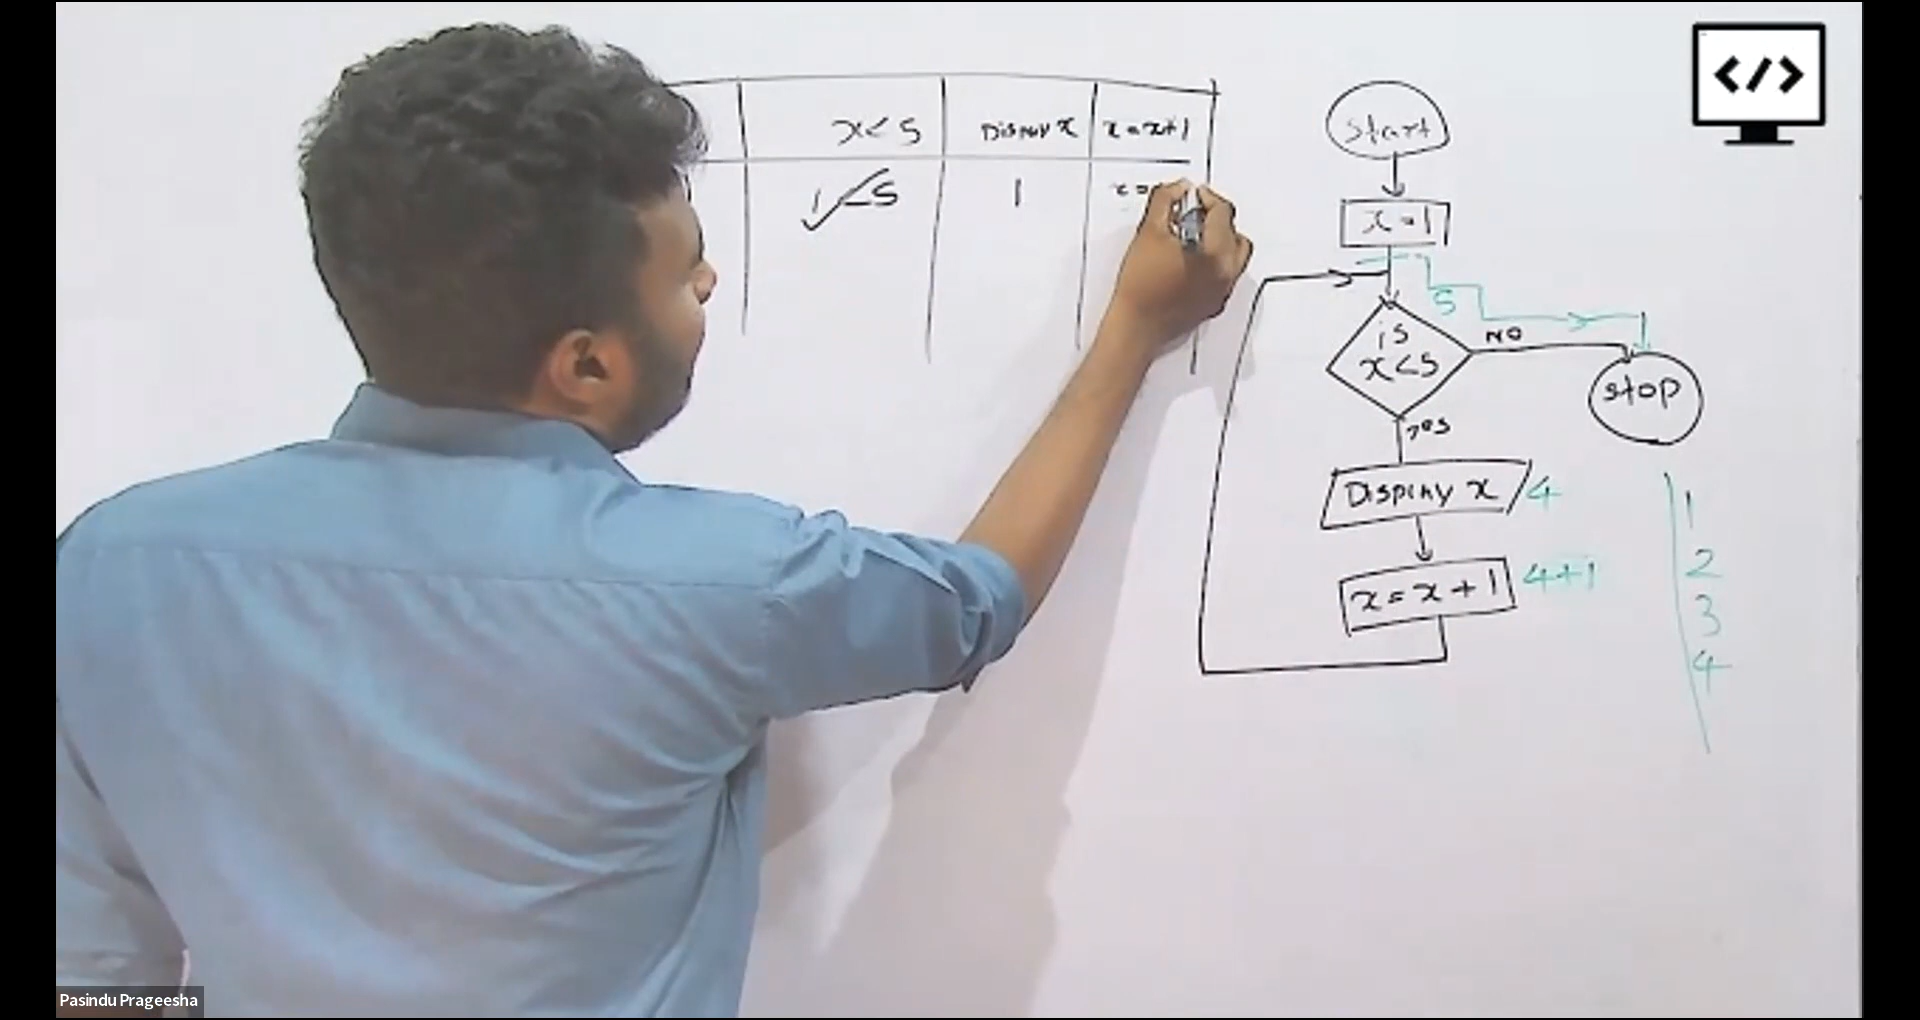 x<5 Display x x=x+1
1<5 1 x=
Start
x=1
5
is
x<5
NO
stop
yes
Display x 4
x=x+1 4+1
1
2
3
4
</>
Pasindu Prageesha